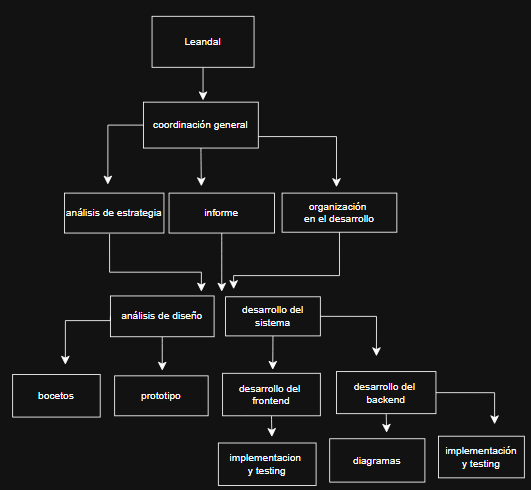 Leandal
coordinación general
análisis de estrategia
informe
organización
en el desarrollo
análisis de diseño
desarrollo del
sistema
bocetos
prototipo
desarrollo del
frontend
desarrollo del
backend
implementacion
y testing
diagramas
implementación
y testing